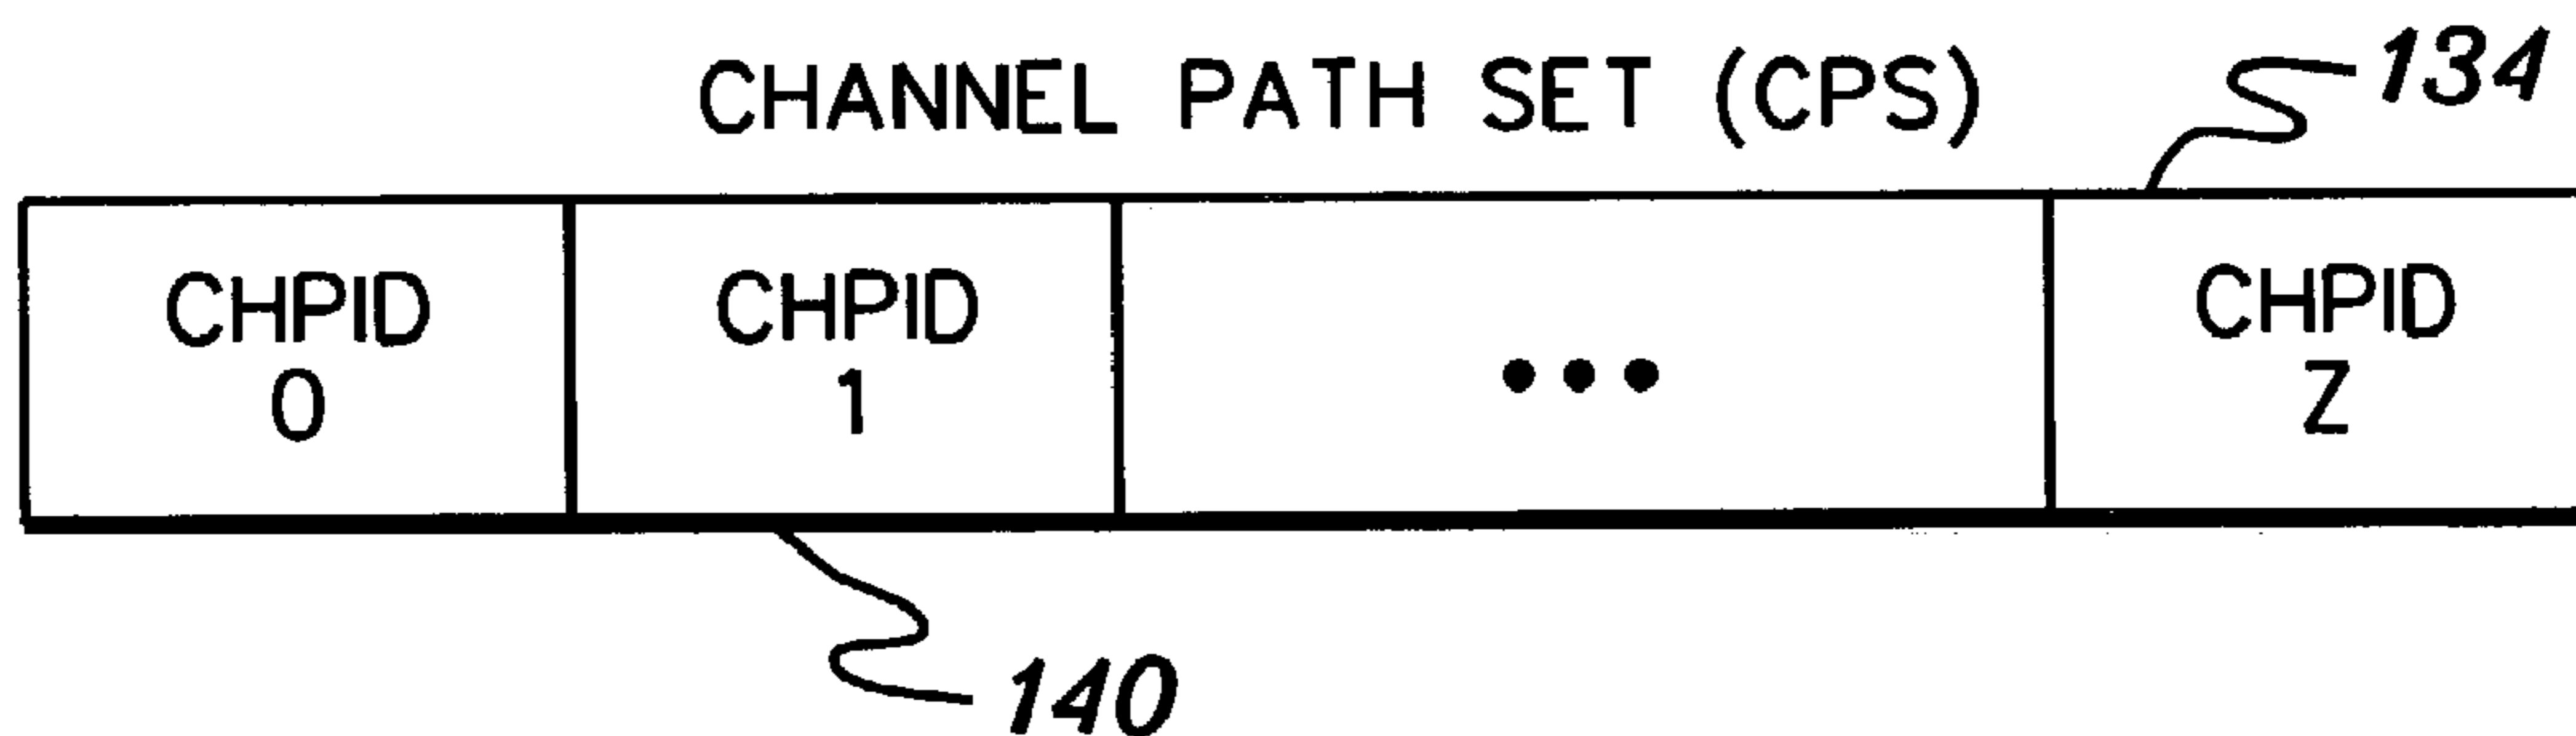 CHANNEL PATH SET (CPS)
134
CHPID
0
CHPID
1
•••
CHPID
Z
140